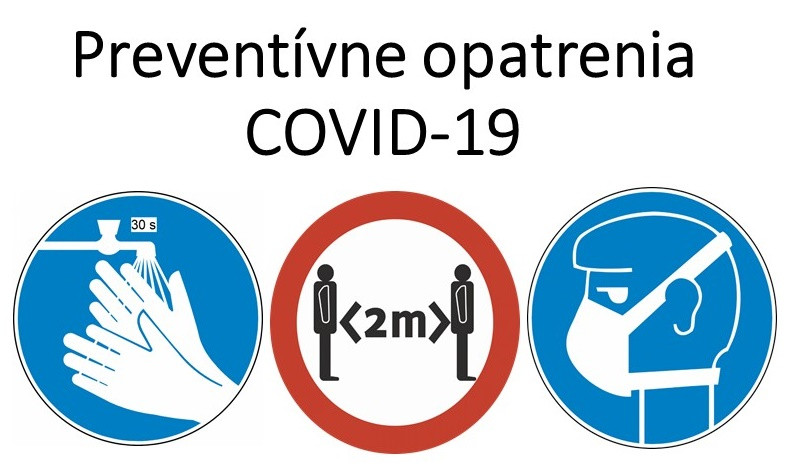 Preventívne opatrenia
COVID-19
30 s
<2m>